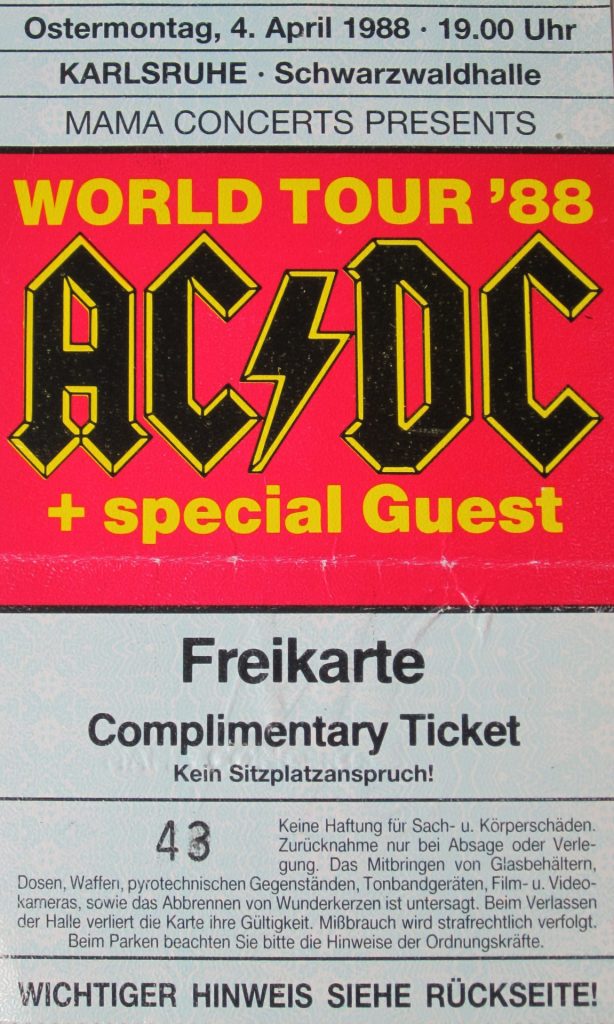 Ostermontag, 4. April 1988 · 19.00 Uhr
KARLSRUHE · Schwarzwaldhalle
MAMA CONCERTS PRESENTS
WORLD TOUR '88
AC⚡DC
+ special Guest
Freikarte
Complimentary Ticket
Kein Sitzplatzanspruch!
43
Keine Haftung für Sach- u. Körperschäden.
Zurücknahme nur bei Absage oder Verle-
gung. Das Mitbringen von Glasbehältern,
Dosen, Waffen, pyrotechnischen Gegenständen, Tonbandgeräten, Film- u. Video-
kameras, sowie das Abbrennen von Wunderkerzen ist untersagt. Beim Verlassen
der Halle verliert die Karte ihre Gültigkeit. Mißbrauch wird strafrechtlich verfolgt.
Beim Parken beachten Sie bitte die Hinweise der Ordnungskräfte.
WICHTIGER HINWEIS SIEHE RÜCKSEITE!